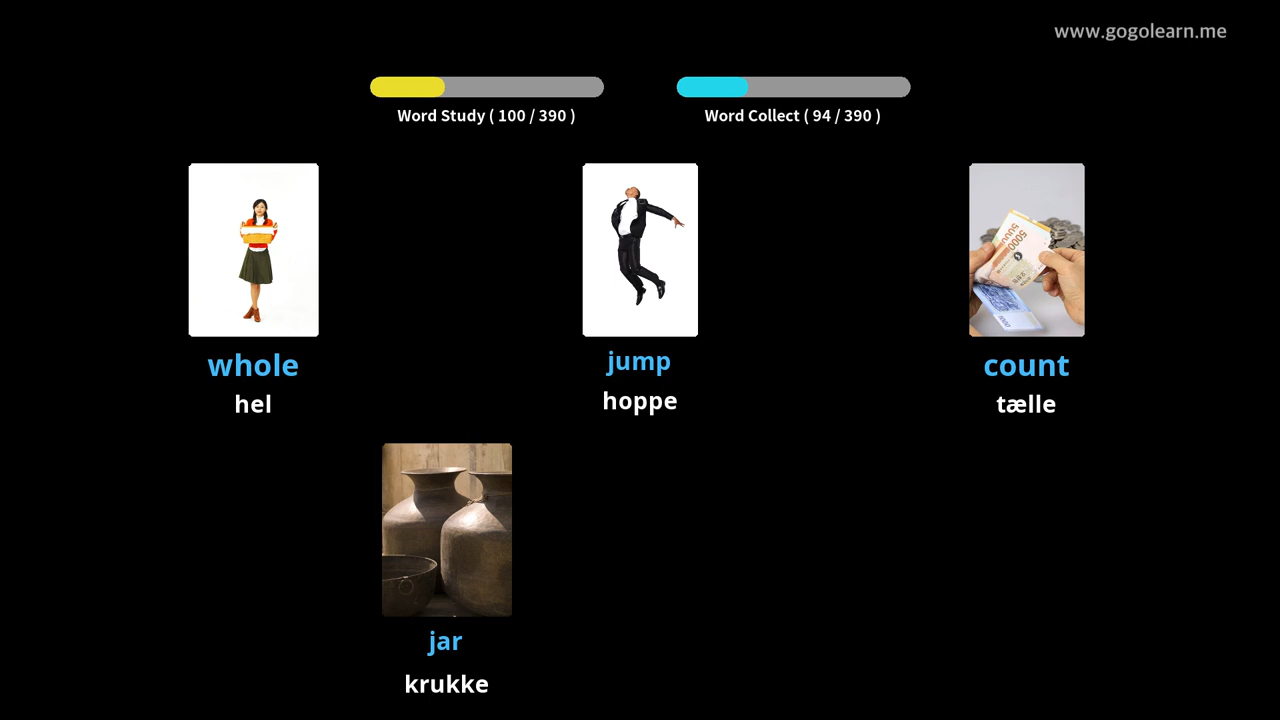 www.gogolearn.me
Word Study ( 100 / 390 )
Word Collect ( 94 / 390 )
whole
hel
jump
hoppe
count
tælle
jar
krukke